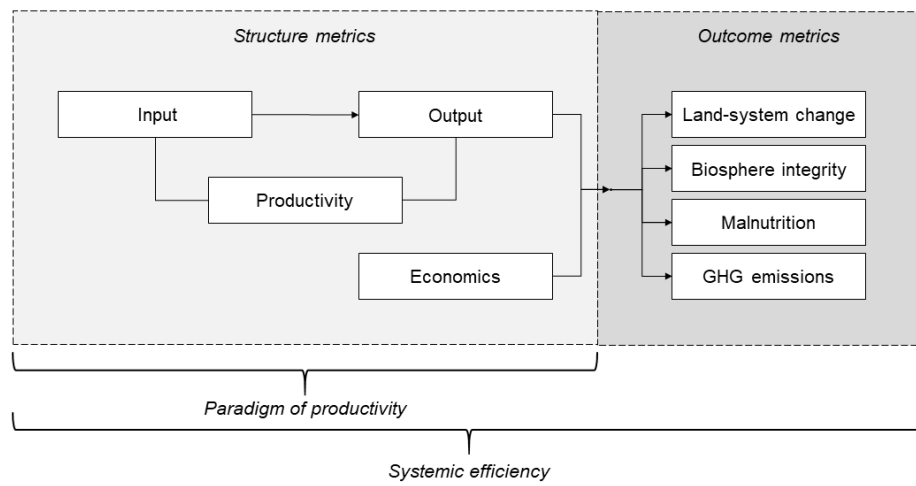 Structure metrics
Outcome metrics
Input
Output
Productivity
Economics
Land-system change
Biosphere integrity
Malnutrition
GHG emissions
Paradigm of productivity
Systemic efficiency